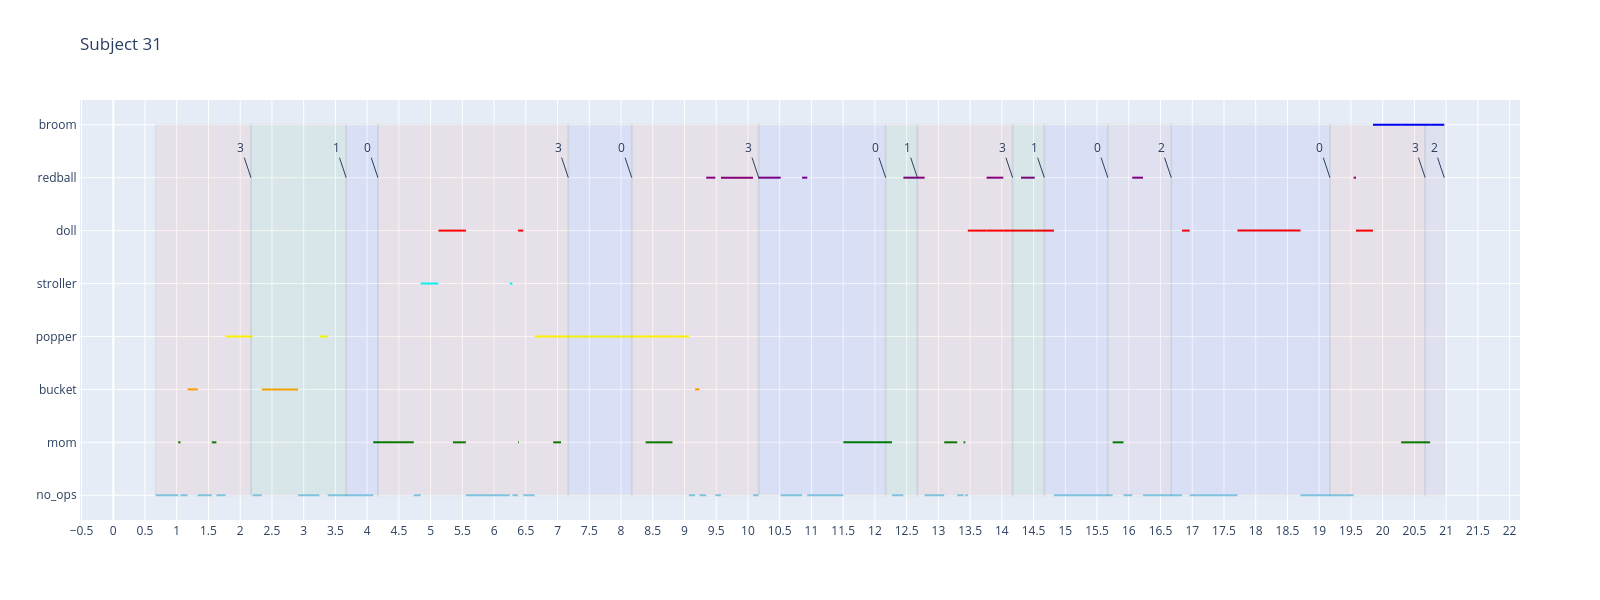 Subject 31
broom
3 1 0 3 0 3 0 1 3 1 0 2 0 3 2
redball
doll
stroller
popper
bucket
mom
no_ops
−0.5 0 0.5 1 1.5 2 2.5 3 3.5 4 4.5 5 5.5 6 6.5 7 7.5 8 8.5 9 9.5 10 10.5 11 11.5 12 12.5 13 13.5 14 14.5 15 15.5 16 16.5 17 17.5 18 18.5 19 19.5 20 20.5 21 21.5 22